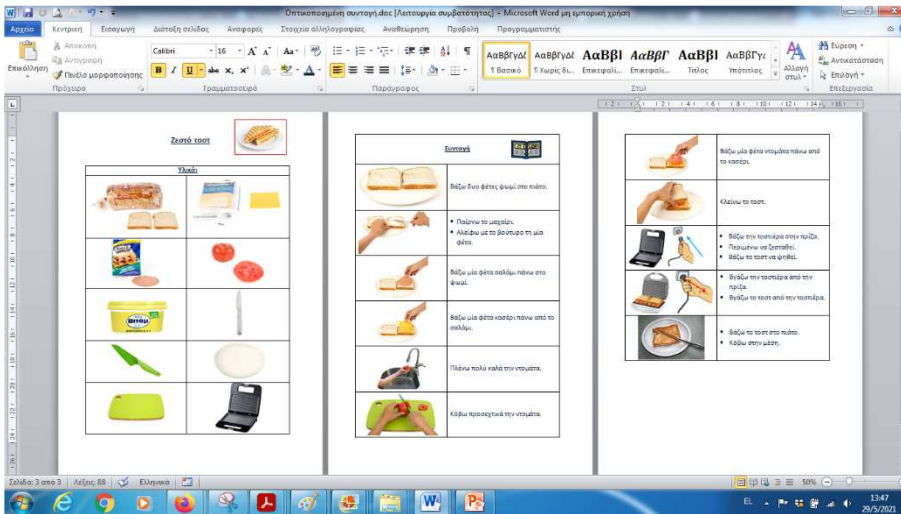 Οπτικοποιημένη συνταγή.doc [Λειτουργία συμβατότητας] - Microsoft Word μη εμπορική χρήση
Αρχείο Κεντρική Εισαγωγή Διάταξη σελίδας Αναφορές Στοιχεία αλληλογραφίας Αναθεώρηση Προβολή Προγραμματιστής
Επικόλληση
Αποκοπή
Αντιγραφή
Πινέλο μορφοποίησης
Πρόχειρο
Calibri 16
Γραμματοσειρά
Παράγραφος
ΑαΒβΓγΔδ ΑαΒβΓγΔδ ΑαΒβΙ ΑαΒβΓ ΑαΒβΙ ΑαΒβΓγ
¶ Βασικό ¶ Χωρίς δι... Επικεφαλί... Επικεφαλί... Τίτλος Υπότιτλος
Αλλαγή στυλ
Στυλ
Εύρεση
Αντικατάσταση
Επιλογή
Επεξεργασία
Ζεστό τοστ
Υλικά:
Βιτάμ
Συνταγή
Βάζω δυο φέτες ψωμί στο πιάτο.
• Παίρνω το μαχαίρι.
• Αλείφω με το βούτυρο τη μία
φέτα.
Βάζω μία φέτα σαλάμι πάνω στο
ψωμί.
Βάζω μία φέτα κασέρι πάνω από το
σαλάμι.
Πλένω πολύ καλά την ντομάτα.
Κόβω προσεχτικά την ντομάτα.
Βάζω μία φέτα ντομάτα πάνω από
το κασέρι.
Κλείνω το τοστ.
• Βάζω την τοστιέρα στην πρίζα.
• Περιμένω να ζεσταθεί.
• Βάζω το τοστ να ψηθεί.
• Βγάζω την τοστιέρα από την
πρίζα.
• Βγάζω το τοστ από την τοστιέρα.
• Βάζω το τοστ στο πιάτο.
• Κόβω στην μέση.
Σελίδα: 3 από 3 Λέξεις: 88 Ελληνικά 50%
EL 13:47
29/5/2021